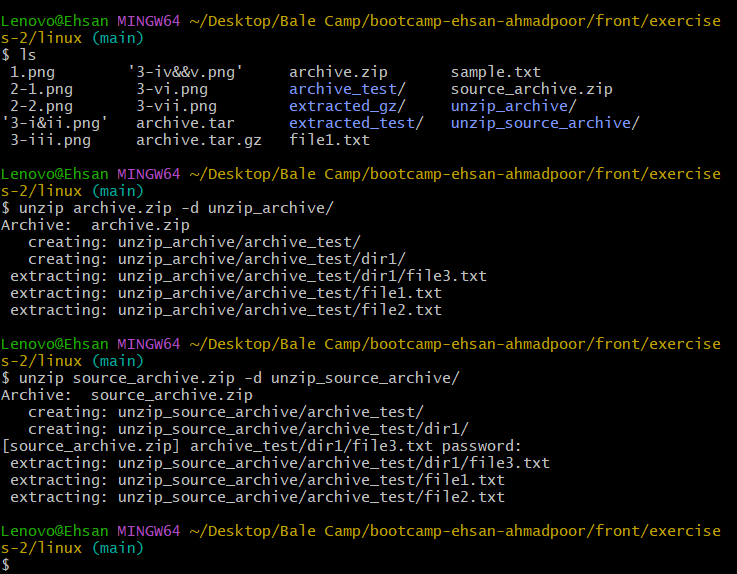 Lenovo@Ehsan MINGW64 ~/Desktop/Bale Camp/bootcamp-ehsan-ahmadpoor/front/exercise
s-2/linux (main)
$ ls
 1.png         '3-iv&&v.png'     archive.zip       sample.txt
 2-1.png        3-vi.png         archive_test/     source_archive.zip
 2-2.png        3-vii.png        extracted_gz/     unzip_archive/
'3-i&ii.png'   archive.tar      extracted_test/   unzip_source_archive/
 3-iii.png      archive.tar.gz   file1.txt

Lenovo@Ehsan MINGW64 ~/Desktop/Bale Camp/bootcamp-ehsan-ahmadpoor/front/exercise
s-2/linux (main)
$ unzip archive.zip -d unzip_archive/
Archive:  archive.zip
   creating: unzip_archive/archive_test/
   creating: unzip_archive/archive_test/dir1/
 extracting: unzip_archive/archive_test/dir1/file3.txt
 extracting: unzip_archive/archive_test/file1.txt
 extracting: unzip_archive/archive_test/file2.txt

Lenovo@Ehsan MINGW64 ~/Desktop/Bale Camp/bootcamp-ehsan-ahmadpoor/front/exercise
s-2/linux (main)
$ unzip source_archive.zip -d unzip_source_archive/
Archive:  source_archive.zip
   creating: unzip_source_archive/archive_test/
   creating: unzip_source_archive/archive_test/dir1/
[source_archive.zip] archive_test/dir1/file3.txt password:
 extracting: unzip_source_archive/archive_test/dir1/file3.txt
 extracting: unzip_source_archive/archive_test/file1.txt
 extracting: unzip_source_archive/archive_test/file2.txt

Lenovo@Ehsan MINGW64 ~/Desktop/Bale Camp/bootcamp-ehsan-ahmadpoor/front/exercise
s-2/linux (main)
$